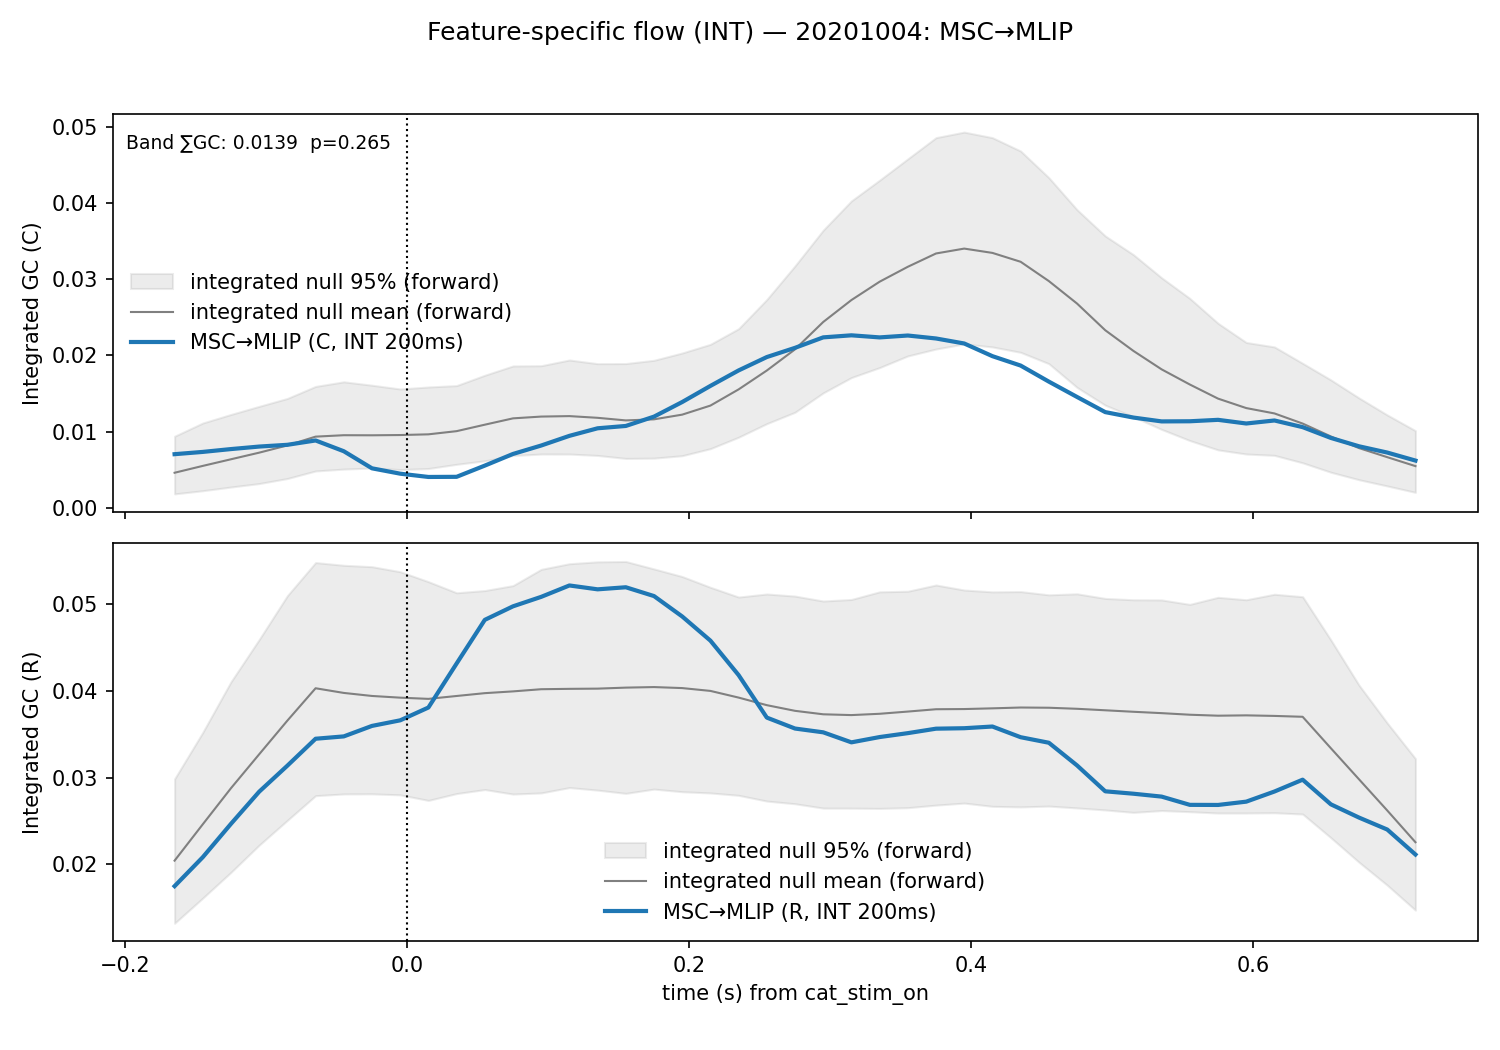 Feature-specific flow (INT) — 20201004: MSC→MLIP
Band ∑GC: 0.0139  p=0.265
Integrated GC (C)
0.05
0.04
0.03
0.02
0.01
0.00
integrated null 95% (forward)
integrated null mean (forward)
MSC→MLIP (C, INT 200ms)
Integrated GC (R)
0.05
0.04
0.03
0.02
integrated null 95% (forward)
integrated null mean (forward)
MSC→MLIP (R, INT 200ms)
−0.2 0.0 0.2 0.4 0.6
time (s) from cat_stim_on